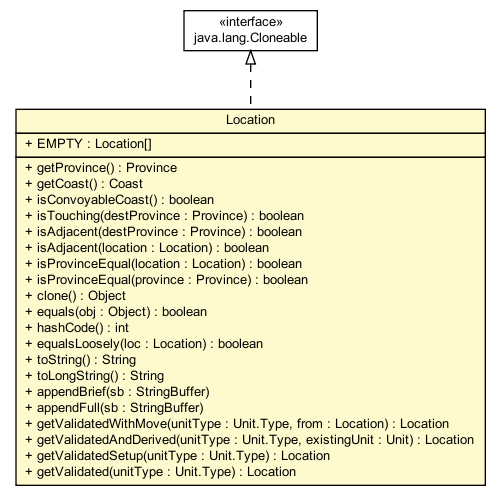 «interface»
java.lang.Cloneable
Location
+ EMPTY : Location[]
+ getProvince() : Province
+ getCoast() : Coast
+ isConvoyableCoast() : boolean
+ isTouching(destProvince : Province) : boolean
+ isAdjacent(destProvince : Province) : boolean
+ isAdjacent(location : Location) : boolean
+ isProvinceEqual(location : Location) : boolean
+ isProvinceEqual(province : Province) : boolean
+ clone() : Object
+ equals(obj : Object) : boolean
+ hashCode() : int
+ equalsLoosely(loc : Location) : boolean
+ toString() : String
+ toLongString() : String
+ appendBrief(sb : StringBuffer)
+ appendFull(sb : StringBuffer)
+ getValidatedWithMove(unitType : Unit.Type, from : Location) : Location
+ getValidatedAndDerived(unitType : Unit.Type, existingUnit : Unit) : Location
+ getValidatedSetup(unitType : Unit.Type) : Location
+ getValidated(unitType : Unit.Type) : Location